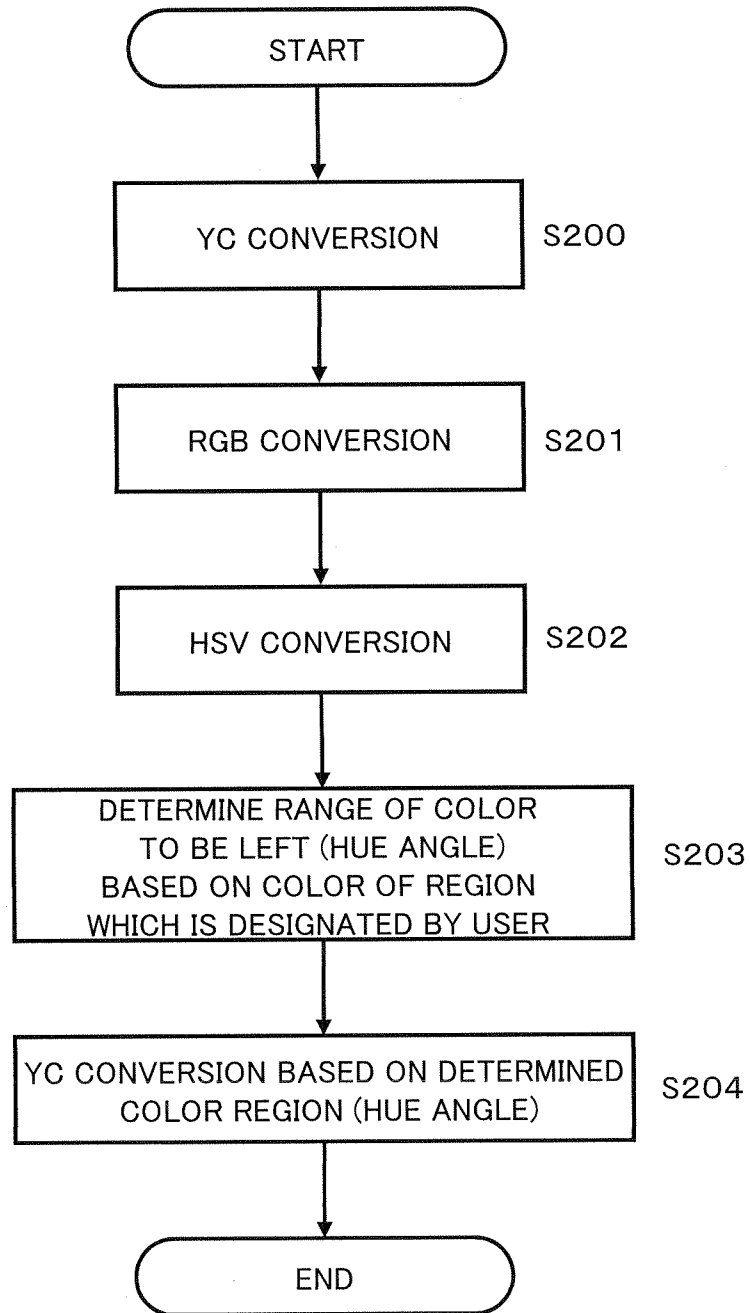 START
YC CONVERSION
S200
RGB CONVERSION
S201
HSV CONVERSION
S202
DETERMINE RANGE OF COLOR
TO BE LEFT (HUE ANGLE)
BASED ON COLOR OF REGION
WHICH IS DESIGNATED BY USER
S203
YC CONVERSION BASED ON DETERMINED
COLOR REGION (HUE ANGLE)
S204
END